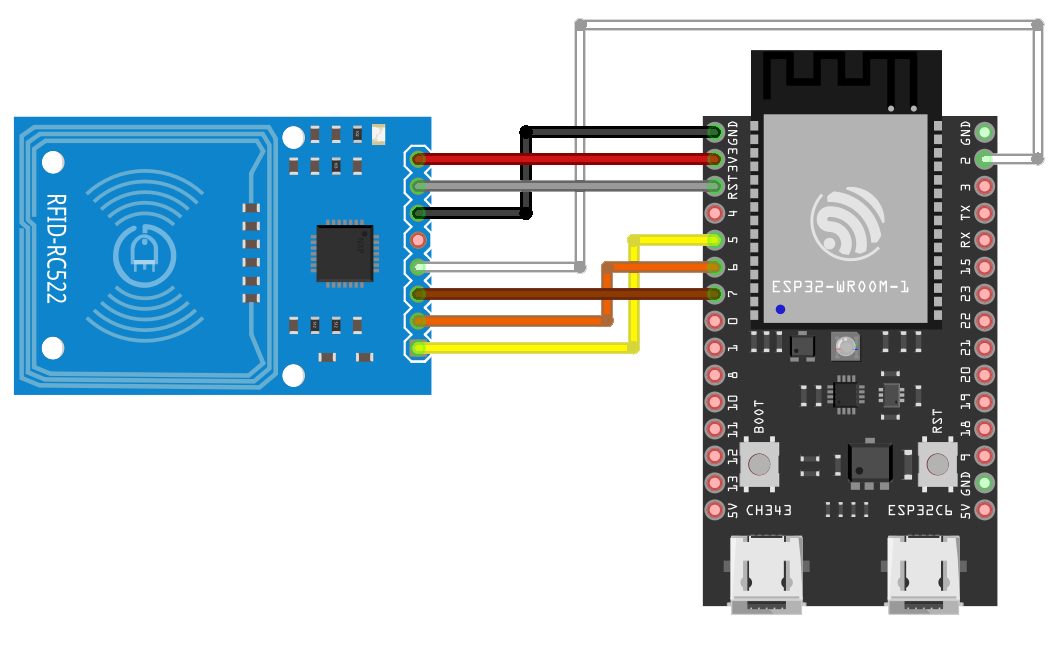 RFID-RC522
GND
3V3
RST
4
5
6
7
0
1
8
10
11
12
13
5V
ESP32-WROOM-1
BOOT
RST
CH343
ESP32C6
GND
2
3
TX
RX
15
23
22
21
20
19
18
9
GND
5V